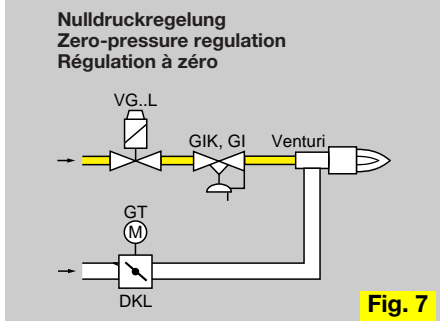 Nulldruckregelung
Zero-pressure regulation
Régulation à zéro
VG..L
GIK, GI
Venturi
GT
M
DKL
Fig. 7